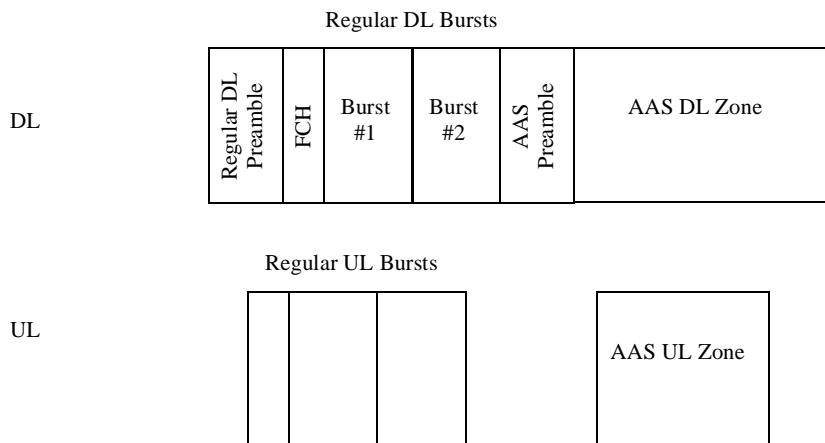 Regular DL Bursts
DL
Regular DL
Preamble
FCH
Burst
#1
Burst
#2
AAS
Preamble
AAS DL Zone
Regular UL Bursts
UL
AAS UL Zone